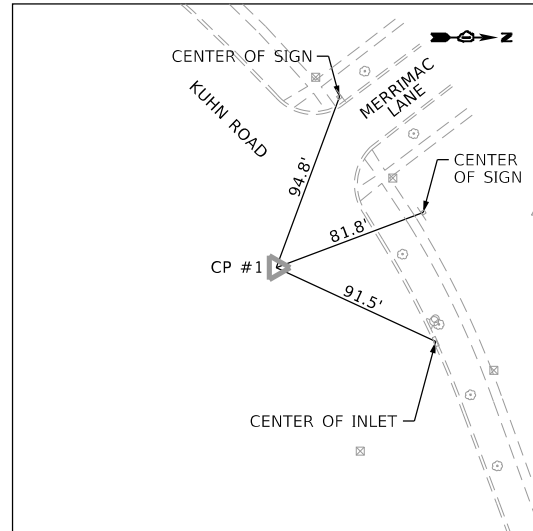 N
CENTER OF SIGN
MERRIMAC
LANE
KUHN ROAD
94.8'
CENTER
OF SIGN
81.8'
CP #1
91.5'
CENTER OF INLET